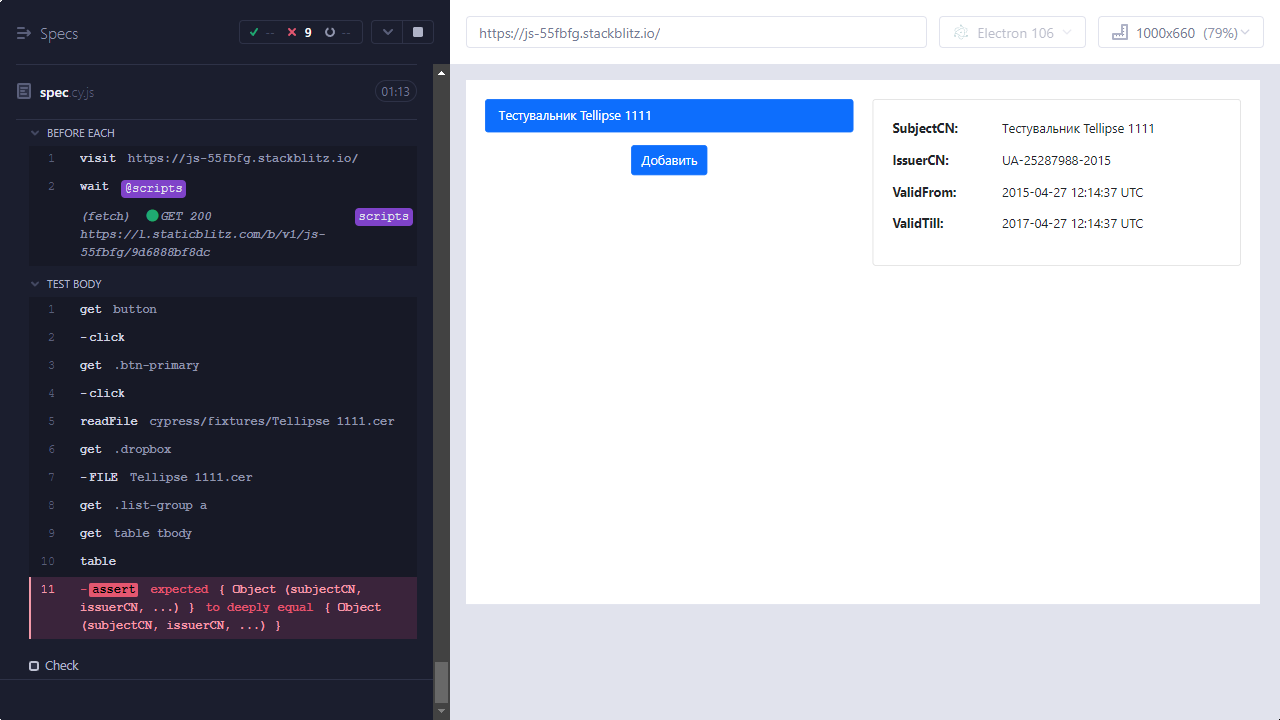 Specs
-- 9 --
spec.cy.js 01:13
BEFORE EACH
1 visit https://js-55fbfg.stackblitz.io/
2 wait @scripts
(fetch) GET 200 scripts
https://l.staticblitz.com/b/v1/js-
55fbfg/9d6888bf8dc
TEST BODY
1 get button
2 -click
3 get .btn-primary
4 -click
5 readFile cypress/fixtures/Tellipse 1111.cer
6 get .dropbox
7 -FILE Tellipse 1111.cer
8 get .list-group a
9 get table tbody
10 table
11 -assert expected { Object (subjectCN,
issuerCN, ...) } to deeply equal { Object
(subjectCN, issuerCN, ...) }
Check
https://js-55fbfg.stackblitz.io/
Electron 106
1000x660 (79%)
Тестувальник Tellipse 1111
Добавить
SubjectCN: Тестувальник Tellipse 1111
IssuerCN: UA-25287988-2015
ValidFrom: 2015-04-27 12:14:37 UTC
ValidTill: 2017-04-27 12:14:37 UTC